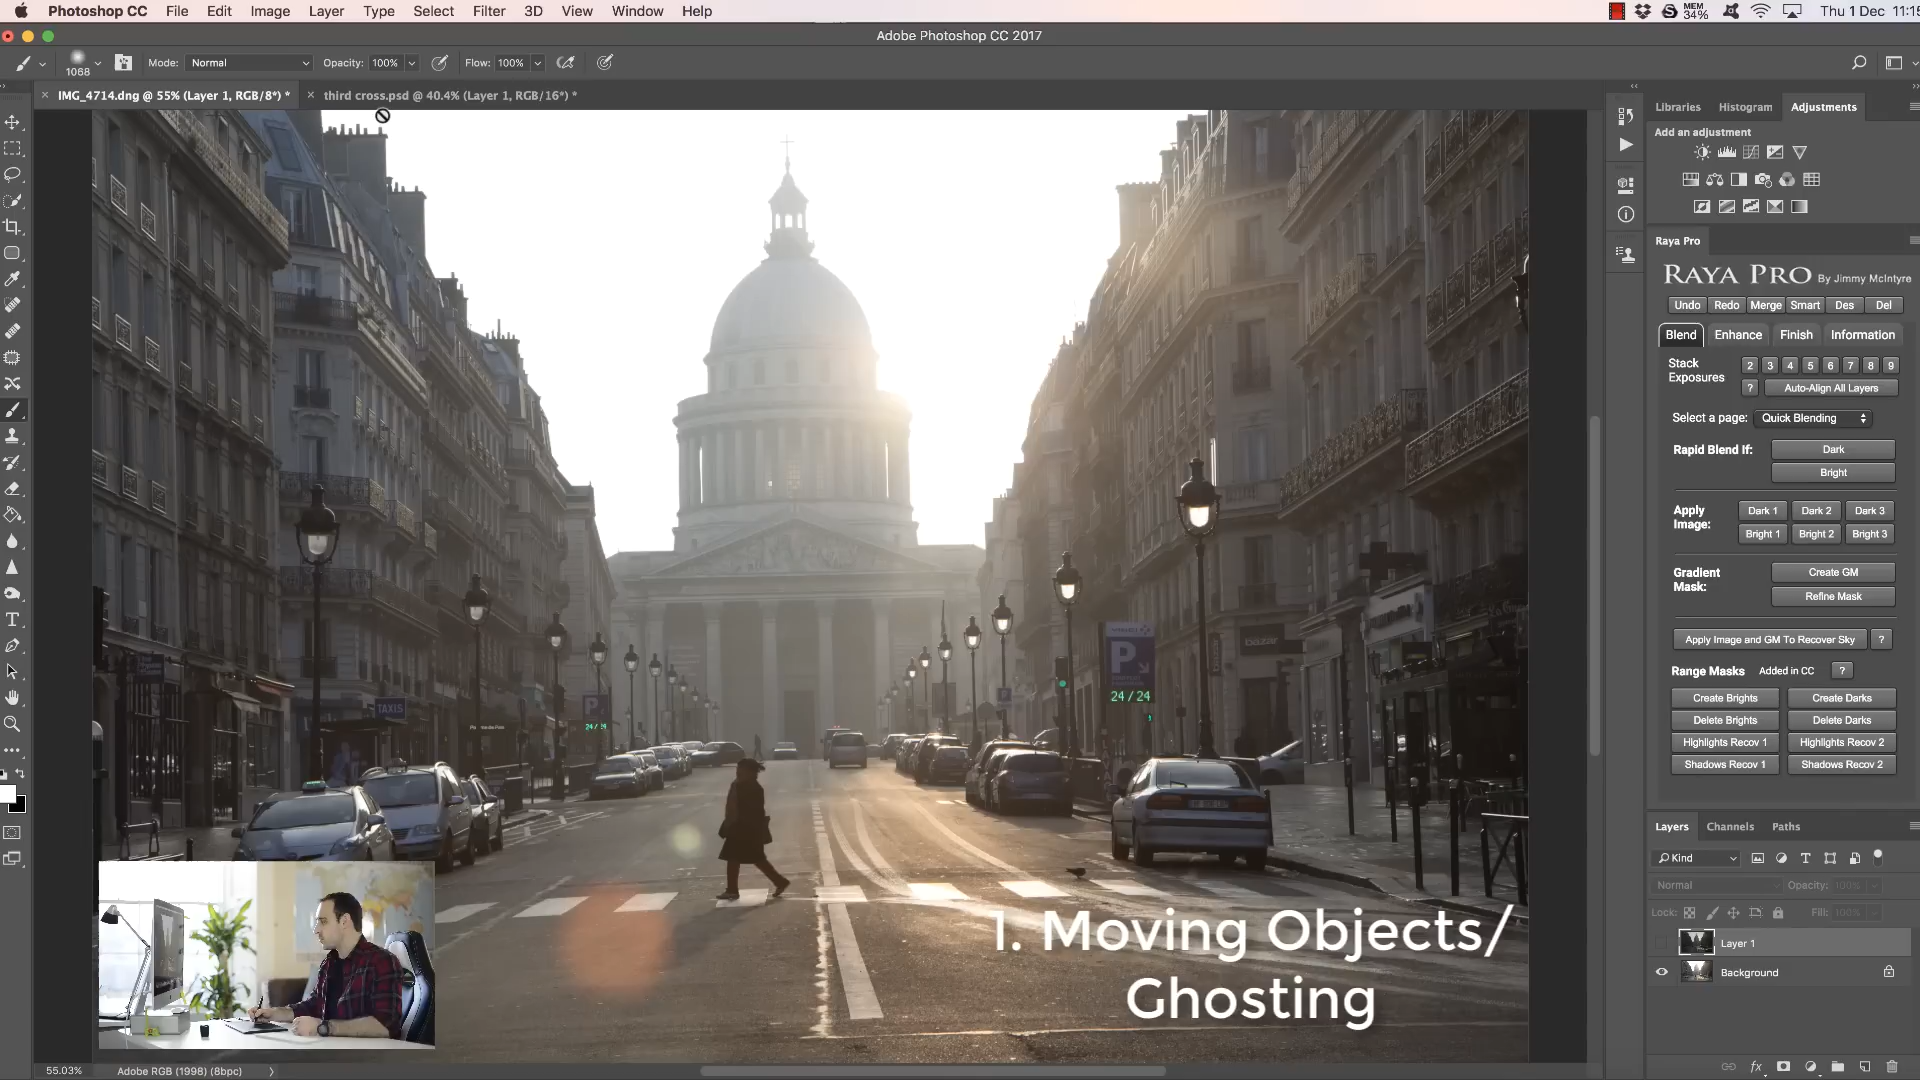 Photoshop CC File Edit Image Layer Type Select Filter 3D View Window Help
MEM 34% Thu 1 Dec 11:15
Adobe Photoshop CC 2017
1068 Mode: Normal Opacity: 100% Flow: 100%
IMG_4714.dng @ 55% (Layer 1, RGB/8*) * third cross.psd @ 40.4% (Layer 1, RGB/16*) *
Libraries Histogram Adjustments
Add an adjustment
Raya Pro
RAYA PRO By Jimmy McIntyre
Undo Redo Merge Smart Des Del
Blend Enhance Finish Information
Stack Exposures 2 3 4 5 6 7 8 9
? Auto-Align All Layers
Select a page: Quick Blending
Rapid Blend If: Dark
Bright
Apply Image: Dark 1 Dark 2 Dark 3
Bright 1 Bright 2 Bright 3
Gradient Mask: Create GM
Refine Mask
Apply Image and GM To Recover Sky ?
Range Masks Added in CC ?
Create Brights Create Darks
Delete Brights Delete Darks
Highlights Recov 1 Highlights Recov 2
Shadows Recov 1 Shadows Recov 2
Layers Channels Paths
Kind
Normal Opacity: 100%
Lock: Fill: 100%
Layer 1
Background
bazar
P
24 / 24
TAXIS
P
1. Moving Objects/
Ghosting
55.03% Adobe RGB (1998) (8bpc)